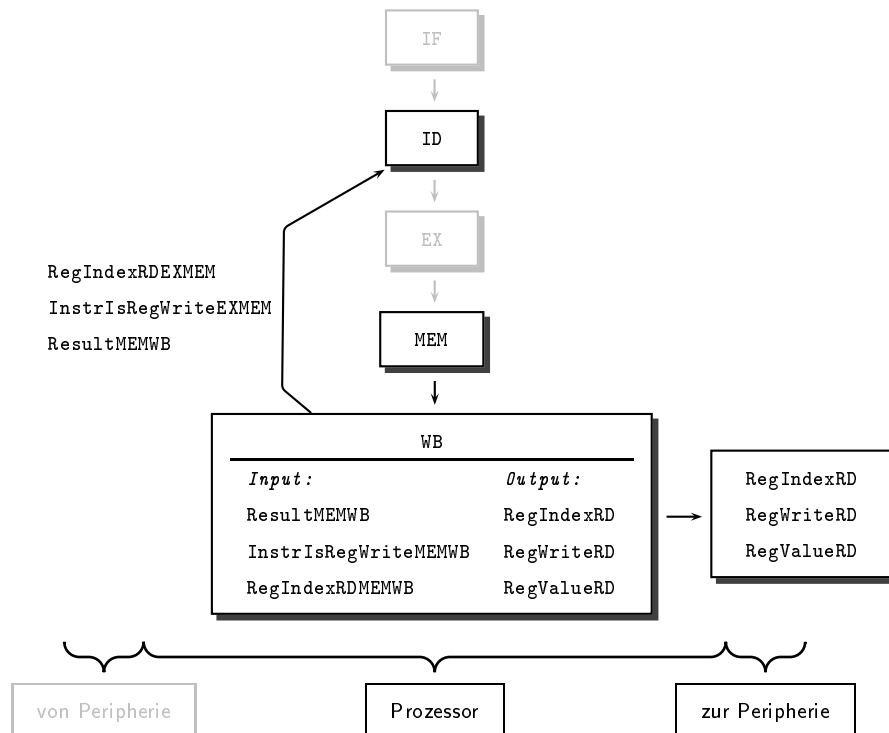 IF
ID
EX
RegIndexRDEXMEM
InstrIsRegWriteEXMEM
ResultMEMWB
MEM
WB
Input: Output:
ResultMEMWB RegIndexRD
InstrIsRegWriteMEMWB RegWriteRD
RegIndexRDMEMWB RegValueRD
RegIndexRD
RegWriteRD
RegValueRD
von Peripherie
Prozessor
zur Peripherie